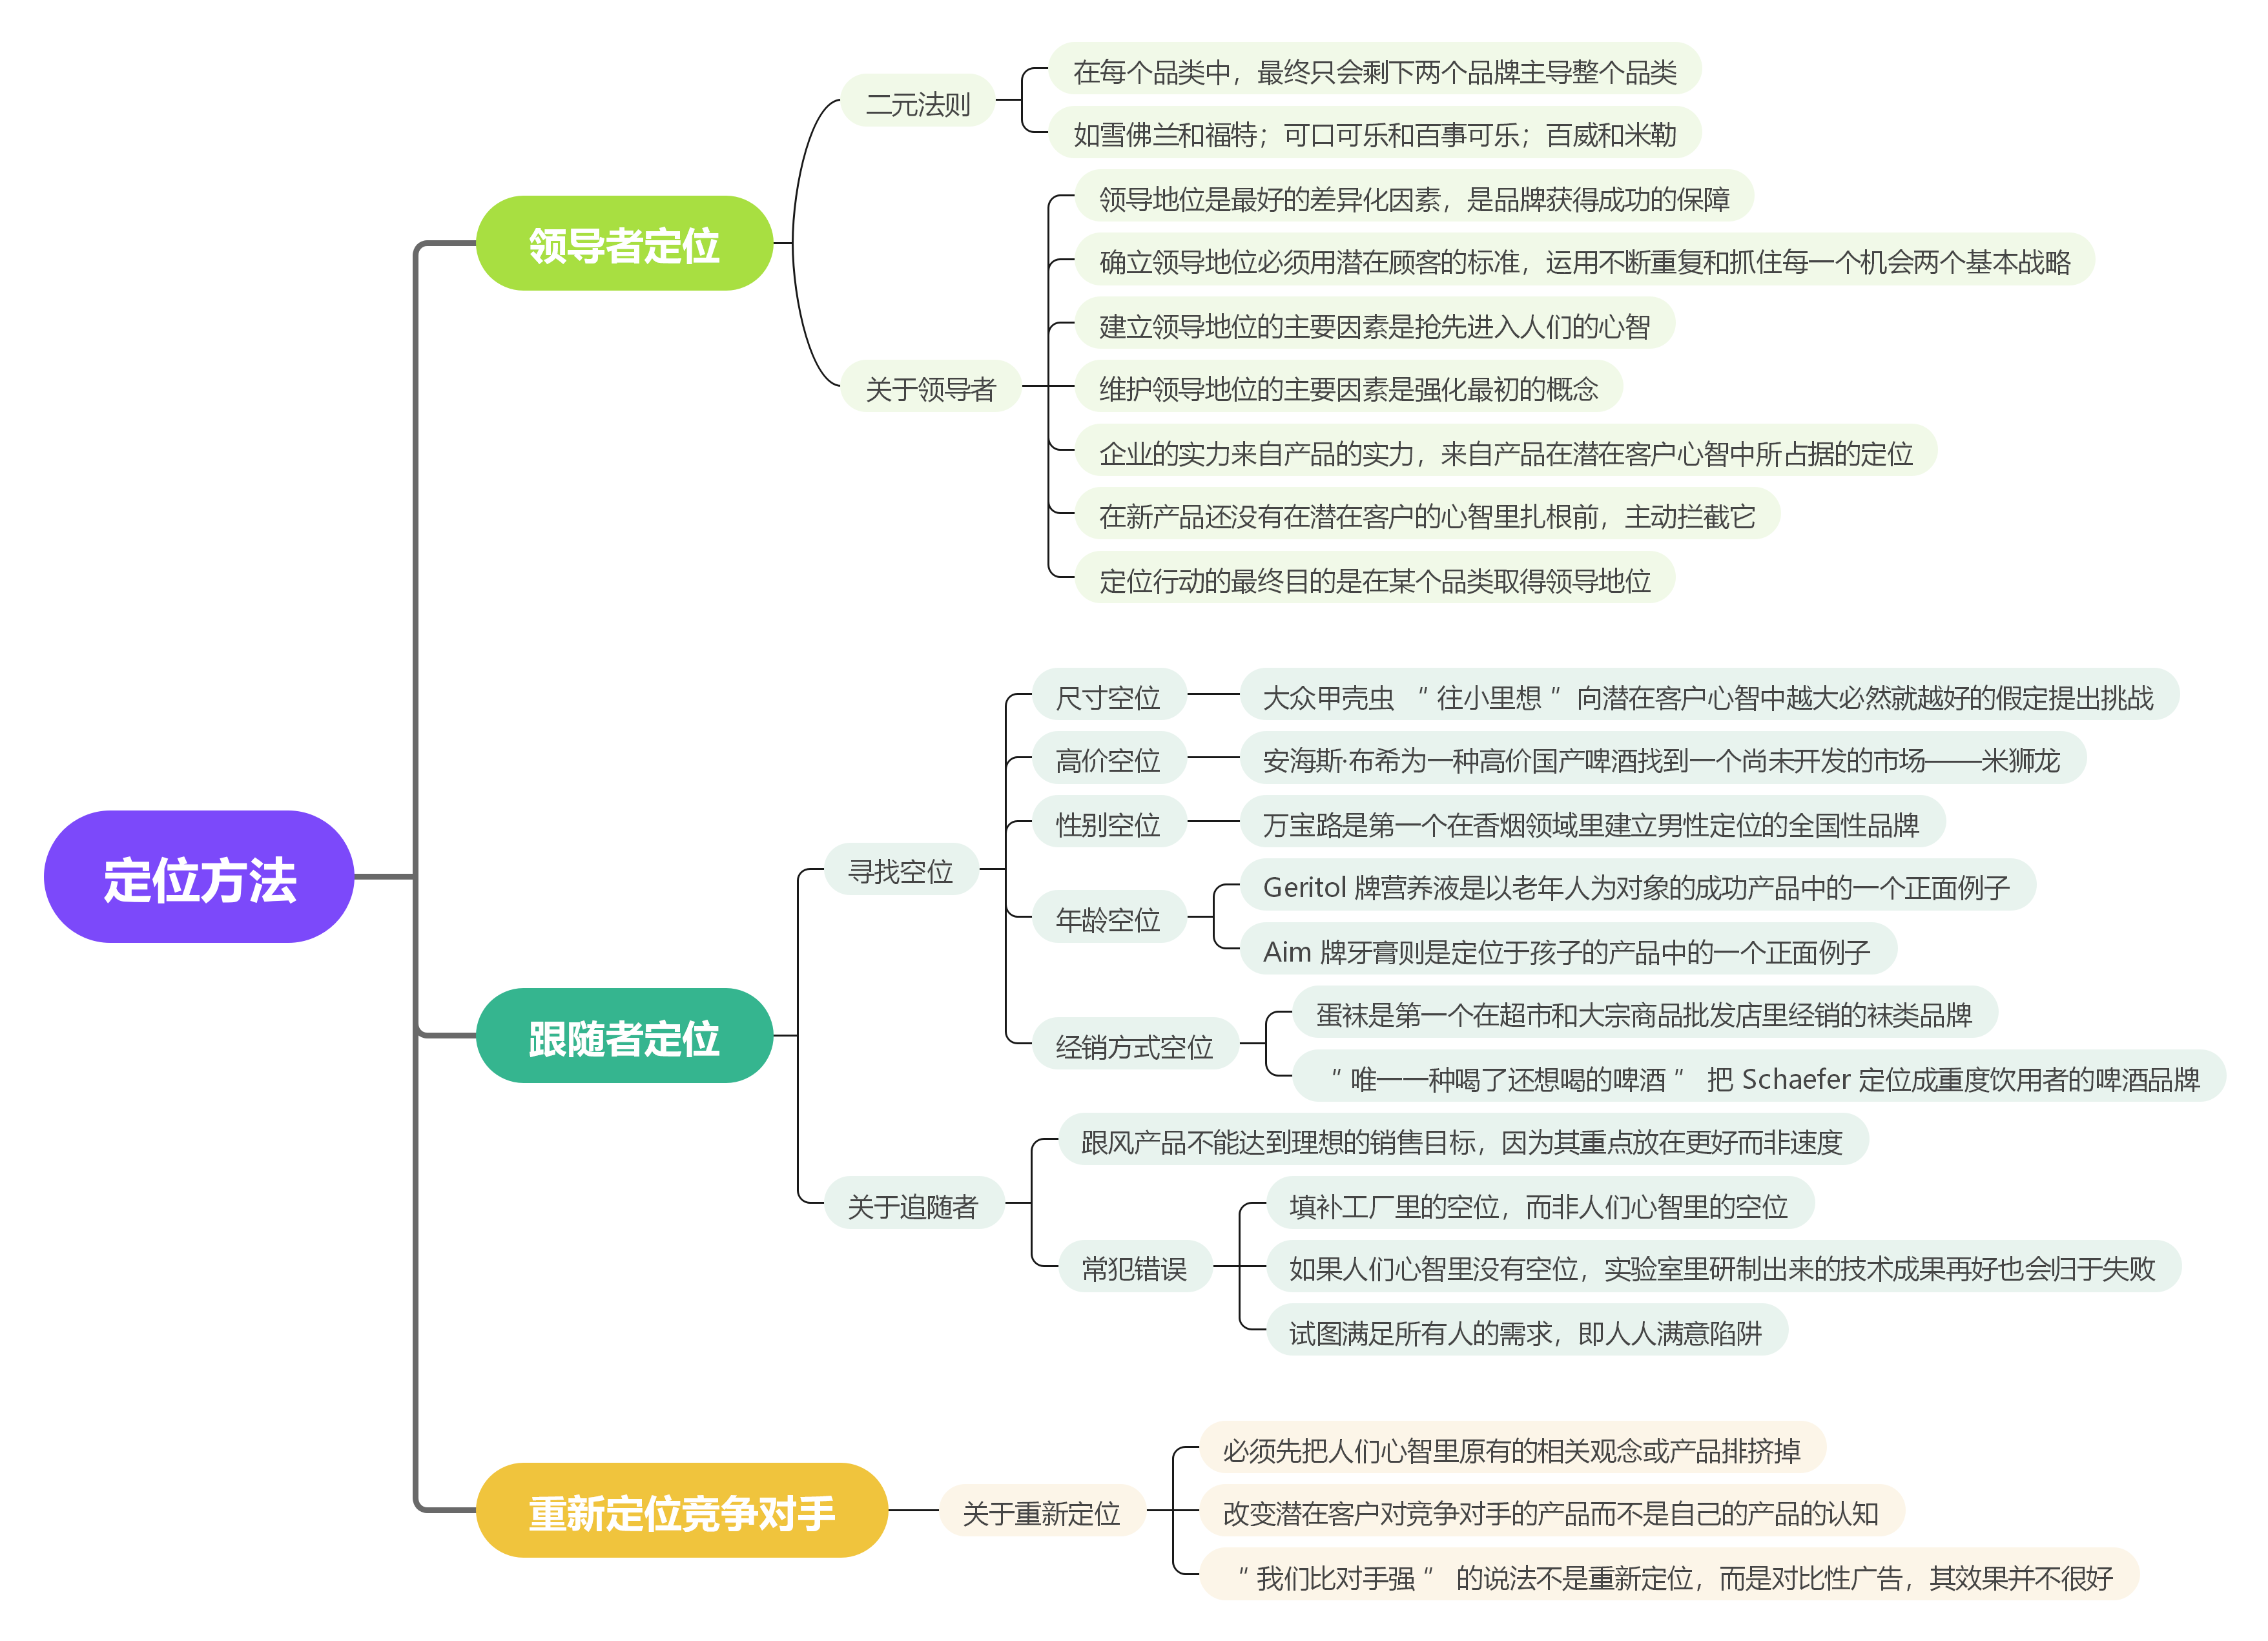 定位方法
领导者定位
二元法则
在每个品类中，最终只会剩下两个品牌主导整个品类
如雪佛兰和福特；可口可乐和百事可乐；百威和米勒
关于领导者
领导地位是最好的差异化因素，是品牌获得成功的保障
确立领导地位必须用潜在顾客的标准，运用不断重复和抓住每一个机会两个基本战略
建立领导地位的主要因素是抢先进入人们的心智
维护领导地位的主要因素是强化最初的概念
企业的实力来自产品的实力，来自产品在潜在客户心智中所占据的定位
在新产品还没有在潜在客户的心智里扎根前，主动拦截它
定位行动的最终目的是在某个品类取得领导地位
跟随者定位
寻找空位
尺寸空位
大众甲壳虫 “ 往小里想 “ 向潜在客户心智中越大必然就越好的假定提出挑战
高价空位
安海斯·布希为一种高价国产啤酒找到一个尚未开发的市场——米狮龙
性别空位
万宝路是第一个在香烟领域里建立男性定位的全国性品牌
年龄空位
Geritol 牌营养液是以老年人为对象的成功产品中的一个正面例子
Aim 牌牙膏则是定位于孩子的产品中的一个正面例子
经销方式空位
蛋袜是第一个在超市和大宗商品批发店里经销的袜类品牌
“ 唯一一种喝了还想喝的啤酒 “ 把 Schaefer 定位成重度饮用者的啤酒品牌
关于追随者
跟风产品不能达到理想的销售目标，因为其重点放在更好而非速度
常犯错误
填补工厂里的空位，而非人们心智里的空位
如果人们心智里没有空位，实验室里研制出来的技术成果再好也会归于失败
试图满足所有人的需求，即人人满意陷阱
重新定位竞争对手
关于重新定位
必须先把人们心智里原有的相关观念或产品排挤掉
改变潜在客户对竞争对手的产品而不是自己的产品的认知
“ 我们比对手强 “ 的说法不是重新定位，而是对比性广告，其效果并不很好